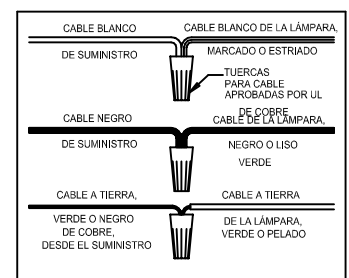 CABLE BLANCO
CABLE BLANCO DE LA LÁMPARA,
DE SUMINISTRO
MARCADO O ESTRIADO
TUERCAS
PARA CABLE
APROBADAS POR UL
DE COBRE
CABLE NEGRO
CABLE DE LA LÁMPARA,
DE SUMINISTRO
NEGRO O LISO
VERDE
CABLE A TIERRA,
CABLE A TIERRA
VERDE O NEGRO
DE LA LÁMPARA,
DE COBRE,
VERDE O PELADO
DESDE EL SUMINISTRO